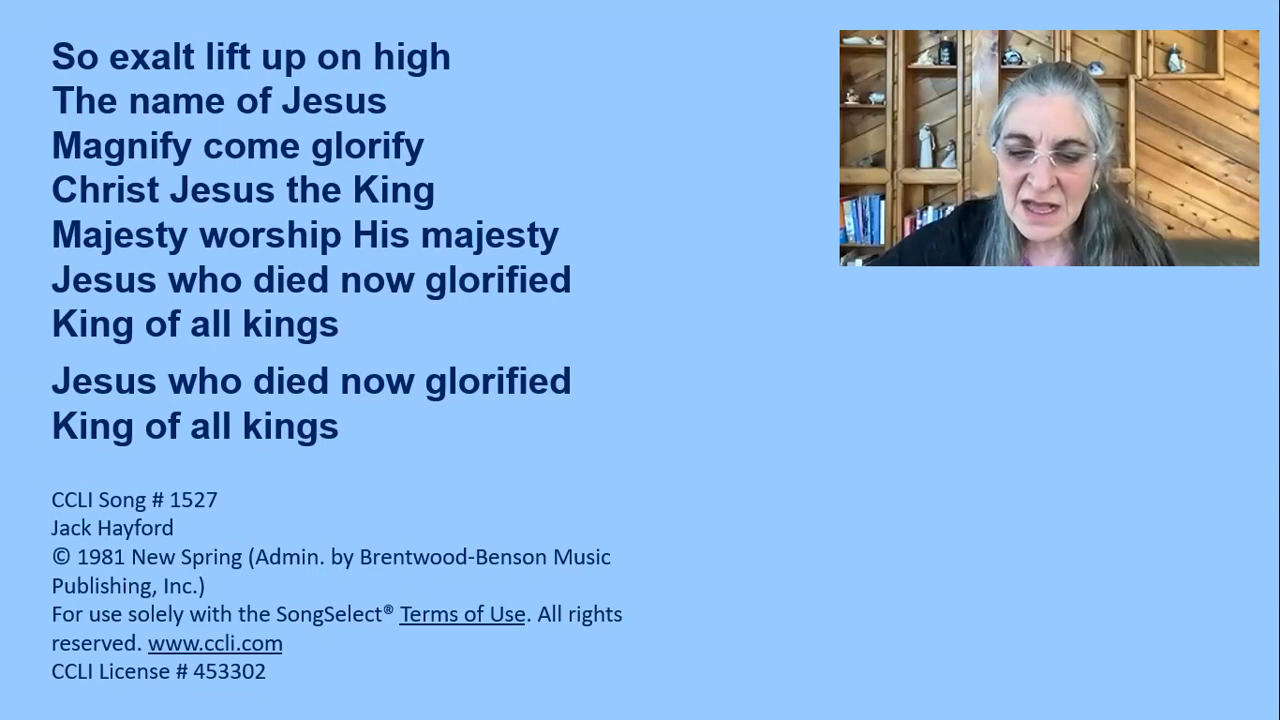 So exalt lift up on high
The name of Jesus
Magnify come glorify
Christ Jesus the King
Majesty worship His majesty
Jesus who died now glorified
King of all kings
Jesus who died now glorified
King of all kings
CCLI Song # 1527
Jack Hayford
© 1981 New Spring (Admin. by Brentwood-Benson Music
Publishing, Inc.)
For use solely with the SongSelect® Terms of Use. All rights
reserved. www.ccli.com
CCLI License # 453302